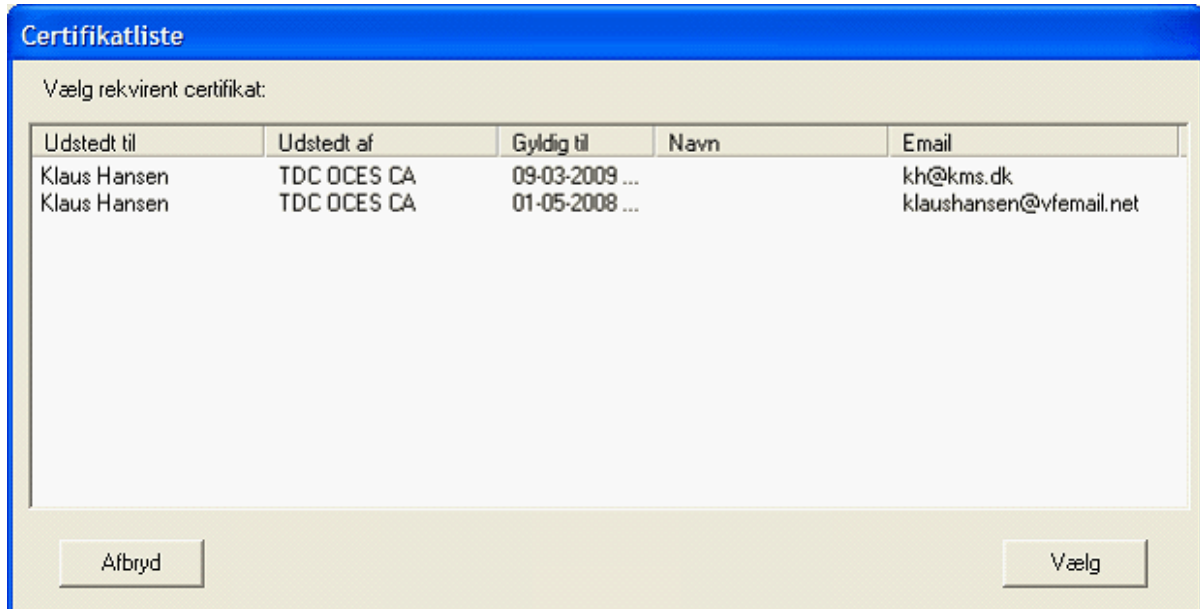 Certifikatliste
Vælg rekvirent certifikat:
Udstedt til Udstedt af Gyldig til Navn Email
Klaus Hansen TDC OCES CA 09-03-2009 ... kh@kms.dk
Klaus Hansen TDC OCES CA 01-05-2008 ... klaushansen@vfemail.net
Afbryd Vælg